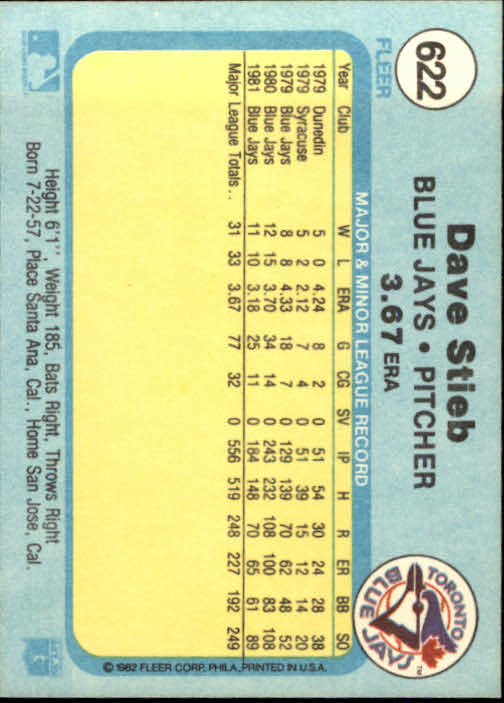 622
FLEER
Dave Stieb
BLUE JAYS • PITCHER
3.67 ERA
TORONTO
BLUE JAYS
TM
MAJOR & MINOR LEAGUE RECORD
Year Club W L ERA G CG SV IP H R ER BB SO
1979 Dunedin 5 0 4.24 8 2 0 51 54 30 24 28 38
1979 Syracuse 5 2 2.12 7 4 0 51 39 15 12 14 20
1979 Blue Jays 8 8 4.33 18 7 0 129 139 70 62 48 52
1980 Blue Jays 12 15 3.70 34 14 0 243 232 108 100 83 108
1981 Blue Jays 11 10 3.18 25 11 0 184 148 70 65 61 89
Major League Totals . . 31 33 3.67 77 32 0 556 519 248 227 192 249
© 1982 FLEER CORP. PHILA., PRINTED IN U.S.A.
Height 6'1", Weight 185, Bats Right, Throws Right
Born 7-22-57, Place Santa Ana, Cal., Home San Jose, Cal.